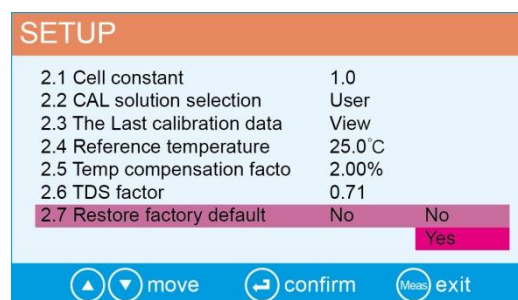 SETUP
2.1 Cell constant 1.0
2.2 CAL solution selection User
2.3 The Last calibration data View
2.4 Reference temperature 25.0°C
2.5 Temp compensation facto 2.00%
2.6 TDS factor 0.71
2.7 Restore factory default No No
Yes
move confirm Meas exit